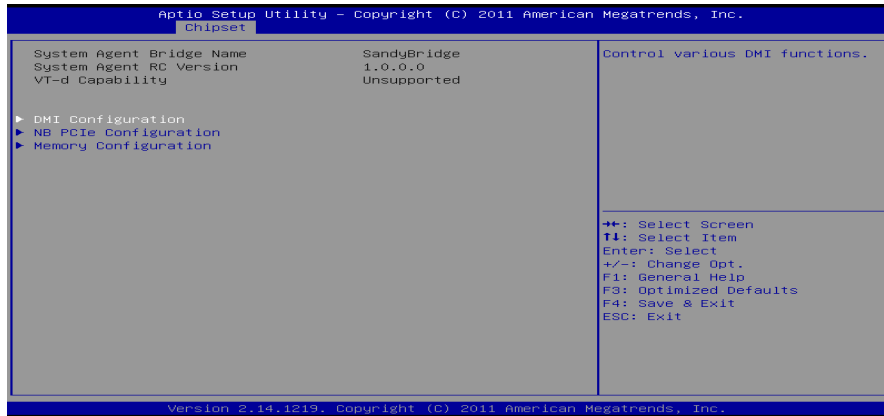 Aptio Setup Utility – Copyright (C) 2011 American Megatrends, Inc.
Chipset
System Agent Bridge Name SandyBridge
System Agent RC Version 1.0.0.0
VT-d Capability Unsupported
► DMI Configuration
► NB PCIe Configuration
► Memory Configuration
Control various DMI functions.
→←: Select Screen
↑↓: Select Item
Enter: Select
+/-: Change Opt.
F1: General Help
F3: Optimized Defaults
F4: Save & Exit
ESC: Exit
Version 2.14.1219. Copyright (C) 2011 American Megatrends, Inc.